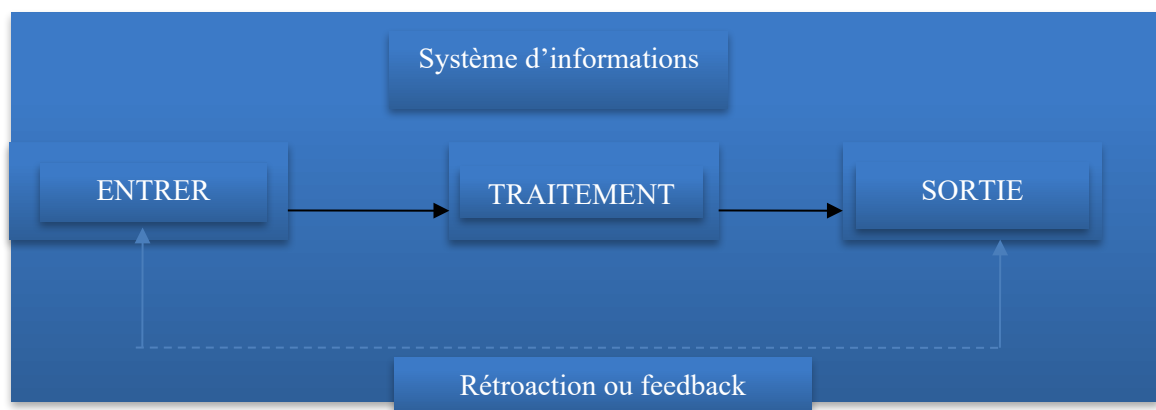 Système d’informations
ENTRER
TRAITEMENT
SORTIE
Rétroaction ou feedback